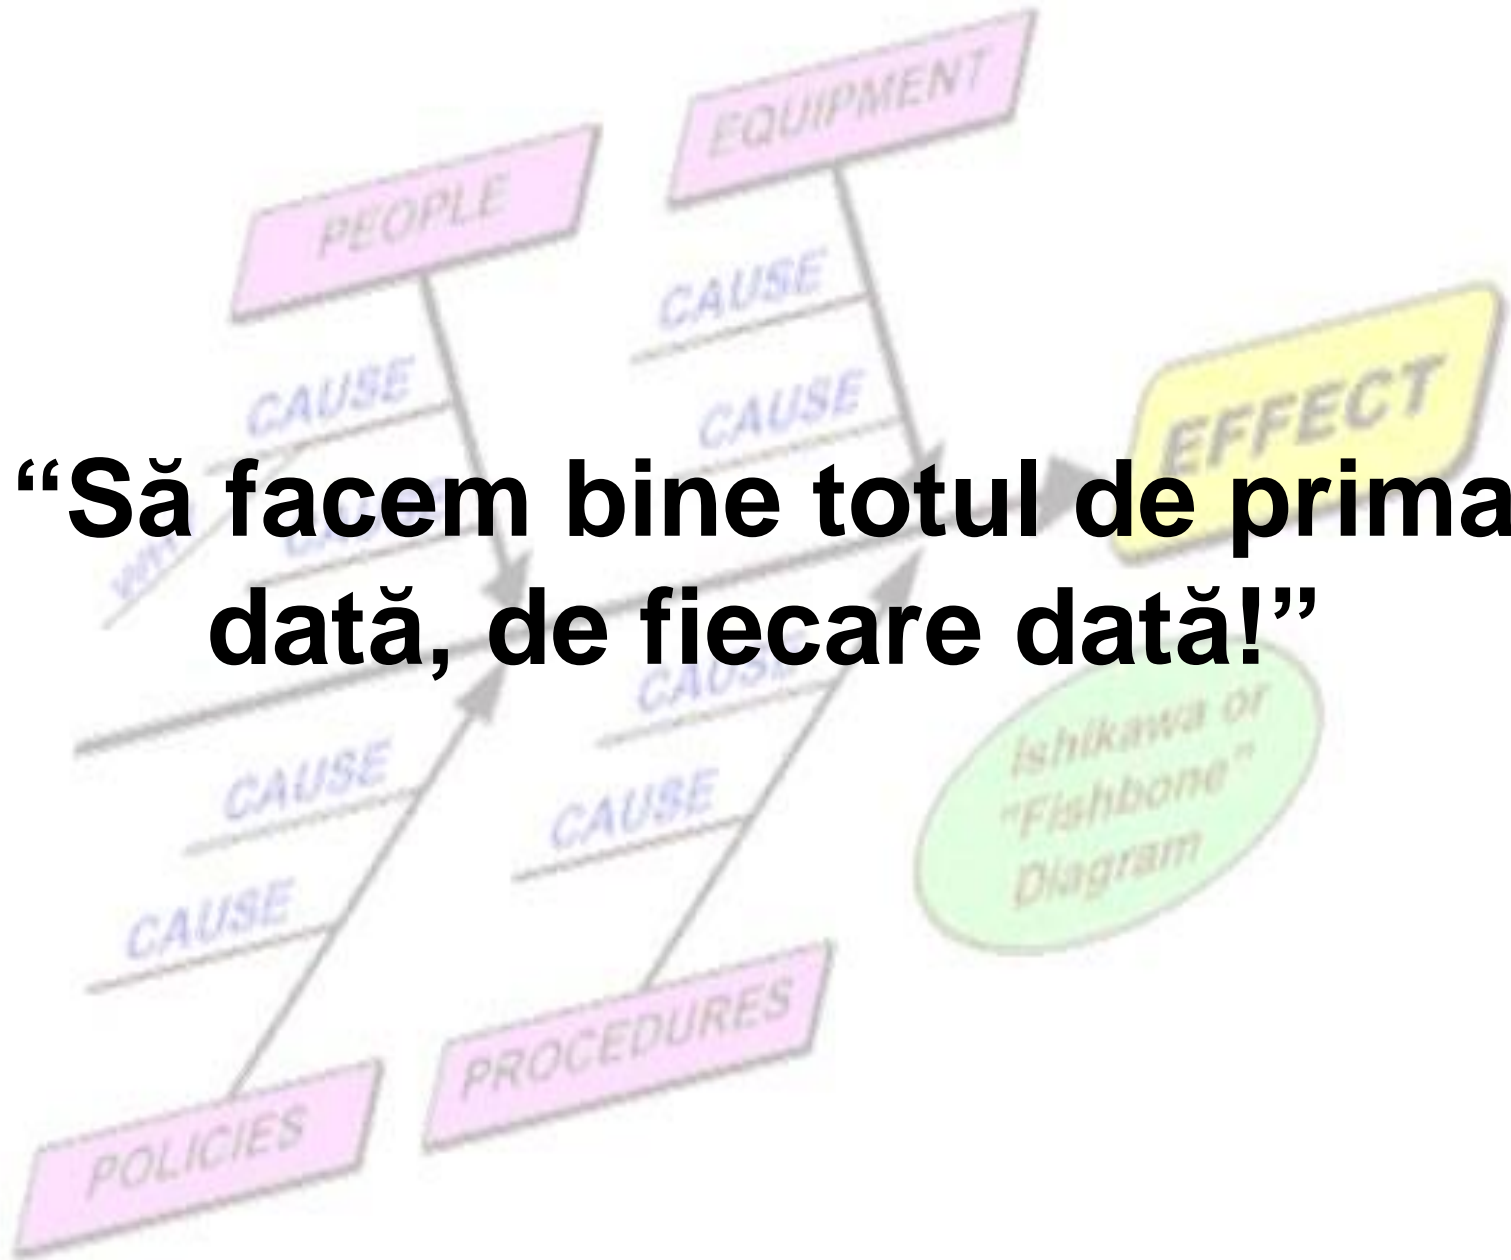 EQUIPMENT
PEOPLE
CAUSE
CAUSE
CAUSE
EFFECT
“Să facem bine totul de prima
dată, de fiecare dată!”
CAUSE
CAUSE
CAUSE
CAUSE
Ishikawa or
"Fishbone"
Diagram
PROCEDURES
POLICIES